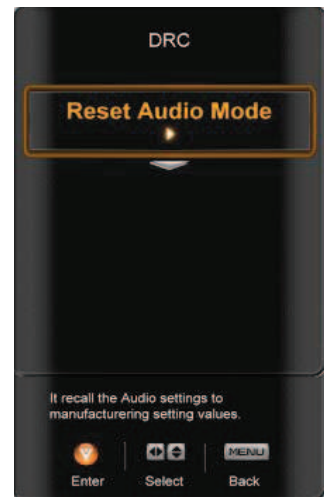 DRC
Reset Audio Mode
It recall the Audio settings to
manufacturering setting values.
V
MENU
Enter Select Back